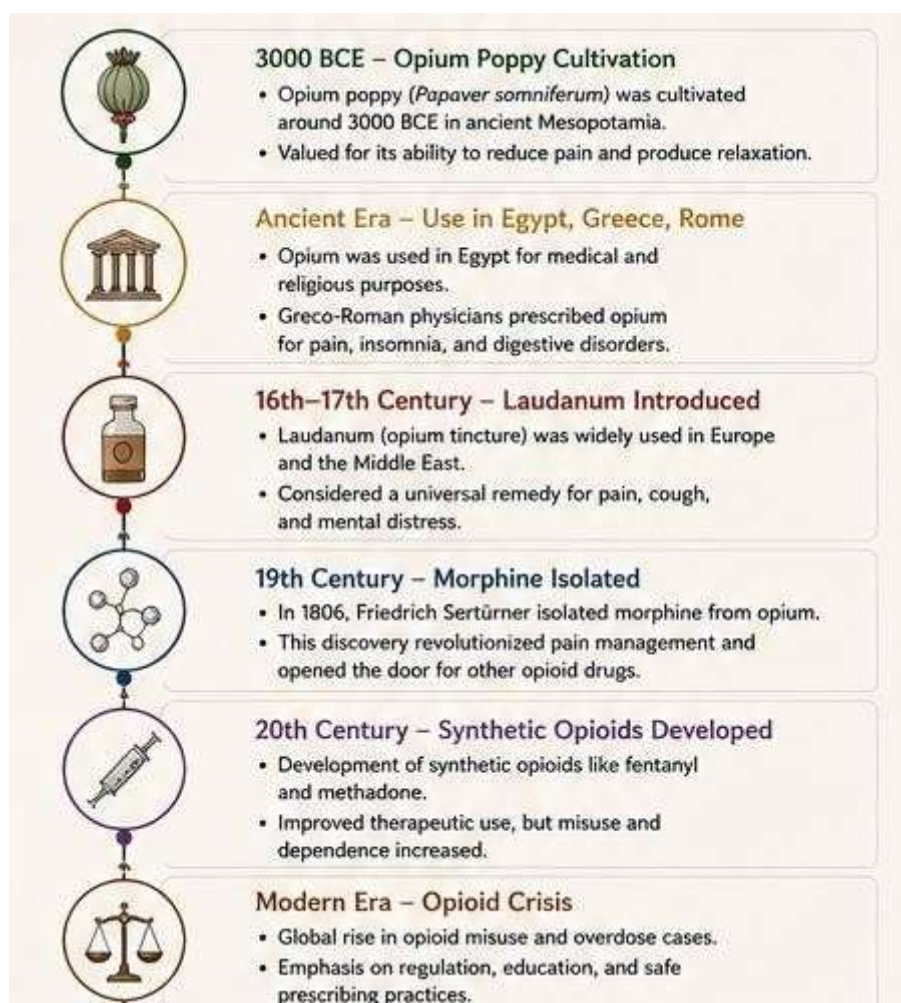 3000 BCE – Opium Poppy Cultivation
• Opium poppy (Papaver somniferum) was cultivated
around 3000 BCE in ancient Mesopotamia.
• Valued for its ability to reduce pain and produce relaxation.
Ancient Era – Use in Egypt, Greece, Rome
• Opium was used in Egypt for medical and
religious purposes.
• Greco-Roman physicians prescribed opium
for pain, insomnia, and digestive disorders.
16th–17th Century – Laudanum Introduced
• Laudanum (opium tincture) was widely used in Europe
and the Middle East.
• Considered a universal remedy for pain, cough,
and mental distress.
19th Century – Morphine Isolated
• In 1806, Friedrich Sertürner isolated morphine from opium.
• This discovery revolutionized pain management and
opened the door for other opioid drugs.
20th Century – Synthetic Opioids Developed
• Development of synthetic opioids like fentanyl
and methadone.
• Improved therapeutic use, but misuse and
dependence increased.
Modern Era – Opioid Crisis
• Global rise in opioid misuse and overdose cases.
• Emphasis on regulation, education, and safe
prescribing practices.